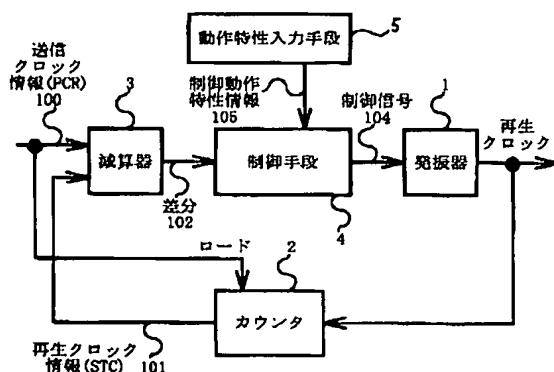 動作特性入力手段
5
送信
クロック
情報(PCR)
100
3
制御動作
特性情報
105
制御信号
104
1
再生
クロック
減算器
制御手段
発振器
差分
102
4
ロード
2
カウンタ
再生クロック
情報(STC)
101